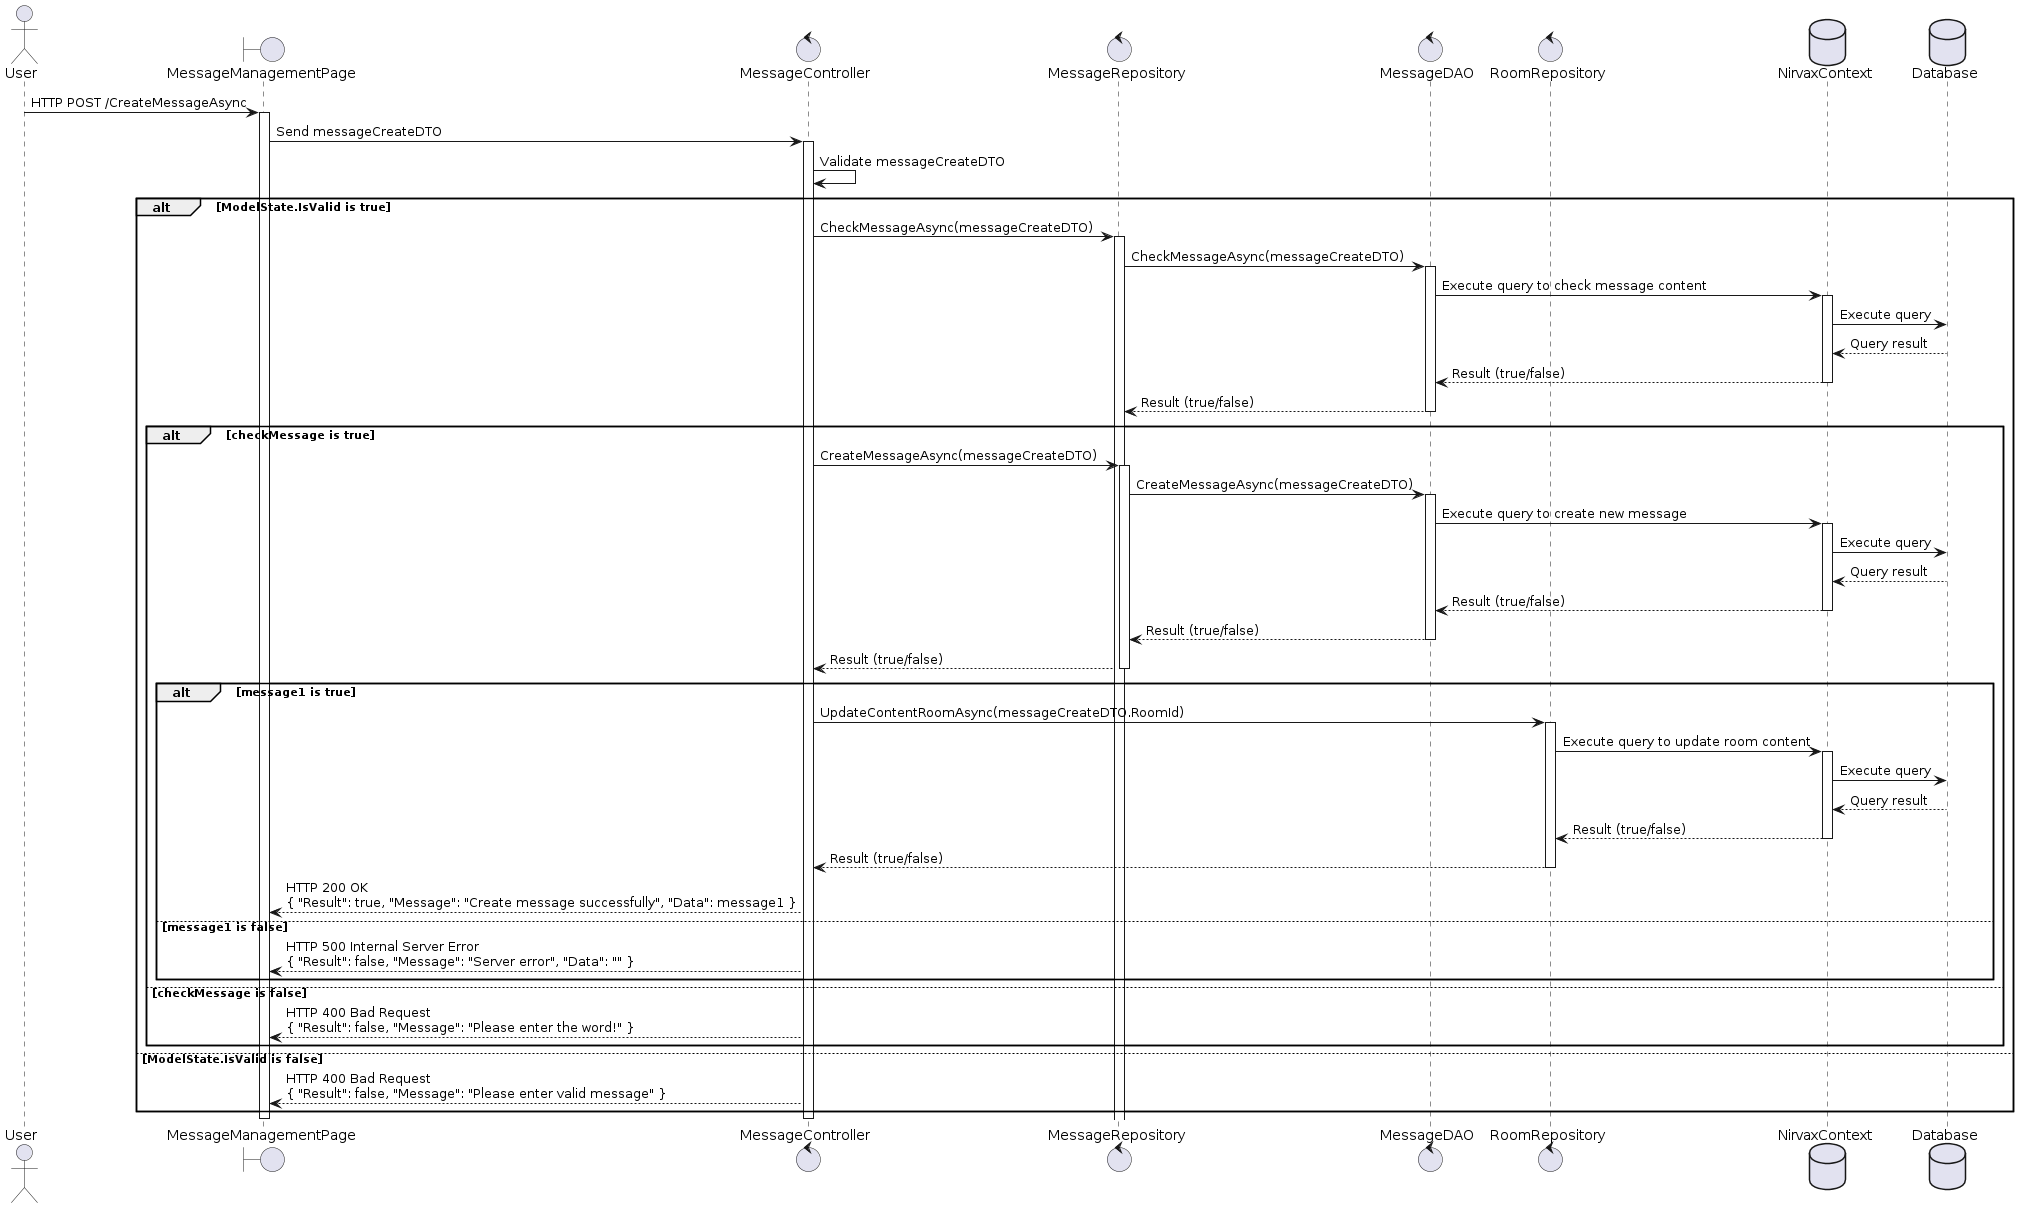 User
MessageManagementPage
MessageController
MessageRepository
MessageDAO
RoomRepository
NirvaxContext
Database
HTTP POST /CreateMessageAsync
Send messageCreateDTO
Validate messageCreateDTO
alt [ModelState.IsValid is true]
CheckMessageAsync(messageCreateDTO)
CheckMessageAsync(messageCreateDTO)
Execute query to check message content
Execute query
Query result
Result (true/false)
Result (true/false)
alt [checkMessage is true]
CreateMessageAsync(messageCreateDTO)
CreateMessageAsync(messageCreateDTO)
Execute query to create new message
Execute query
Query result
Result (true/false)
Result (true/false)
Result (true/false)
alt [message1 is true]
UpdateContentRoomAsync(messageCreateDTO.RoomId)
Execute query to update room content
Execute query
Query result
Result (true/false)
Result (true/false)
HTTP 200 OK
{ "Result": true, "Message": "Create message successfully", "Data": message1 }
[message1 is false]
HTTP 500 Internal Server Error
{ "Result": false, "Message": "Server error", "Data": "" }
[checkMessage is false]
HTTP 400 Bad Request
{ "Result": false, "Message": "Please enter the word!" }
[ModelState.IsValid is false]
HTTP 400 Bad Request
{ "Result": false, "Message": "Please enter valid message" }
User
MessageManagementPage
MessageController
MessageRepository
MessageDAO
RoomRepository
NirvaxContext
Database